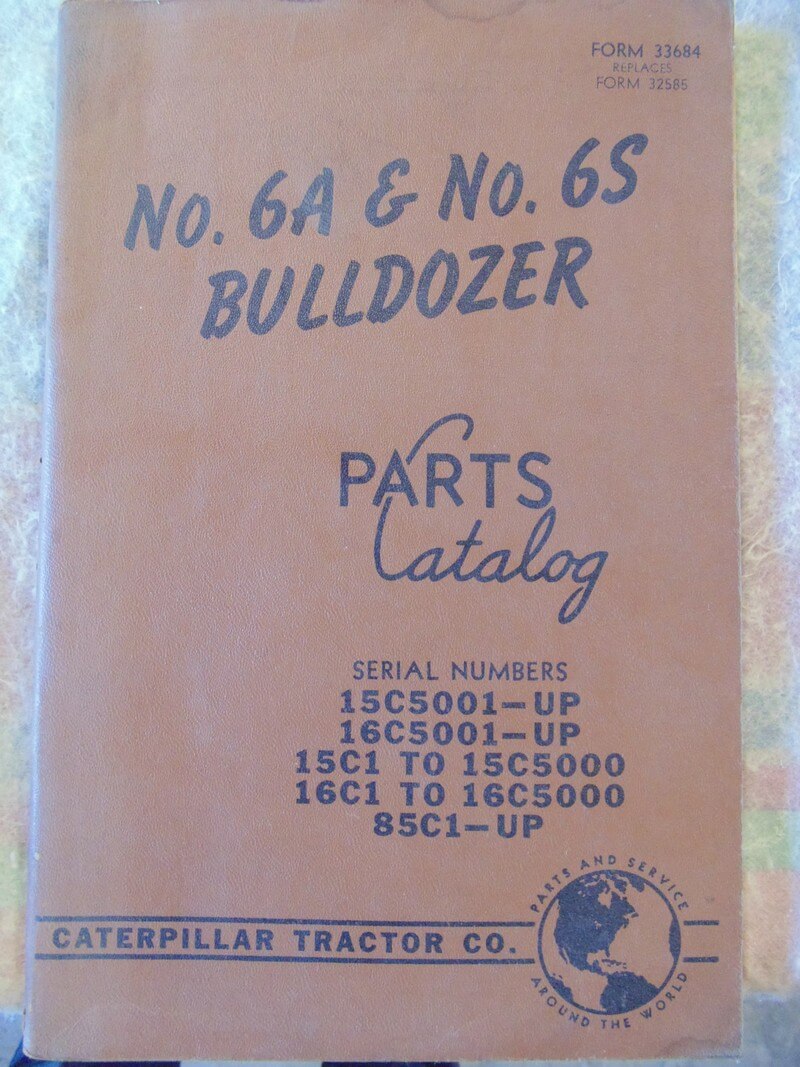 FORM 33684
REPLACES
FORM 32585
No. 6A & No. 6S
BULLDOZER
PARTS
Catalog
SERIAL NUMBERS
15C5001–UP
16C5001–UP
15C1 TO 15C5000
16C1 TO 16C5000
85C1–UP
CATERPILLAR TRACTOR CO.
PARTS AND SERVICE
AROUND THE WORLD